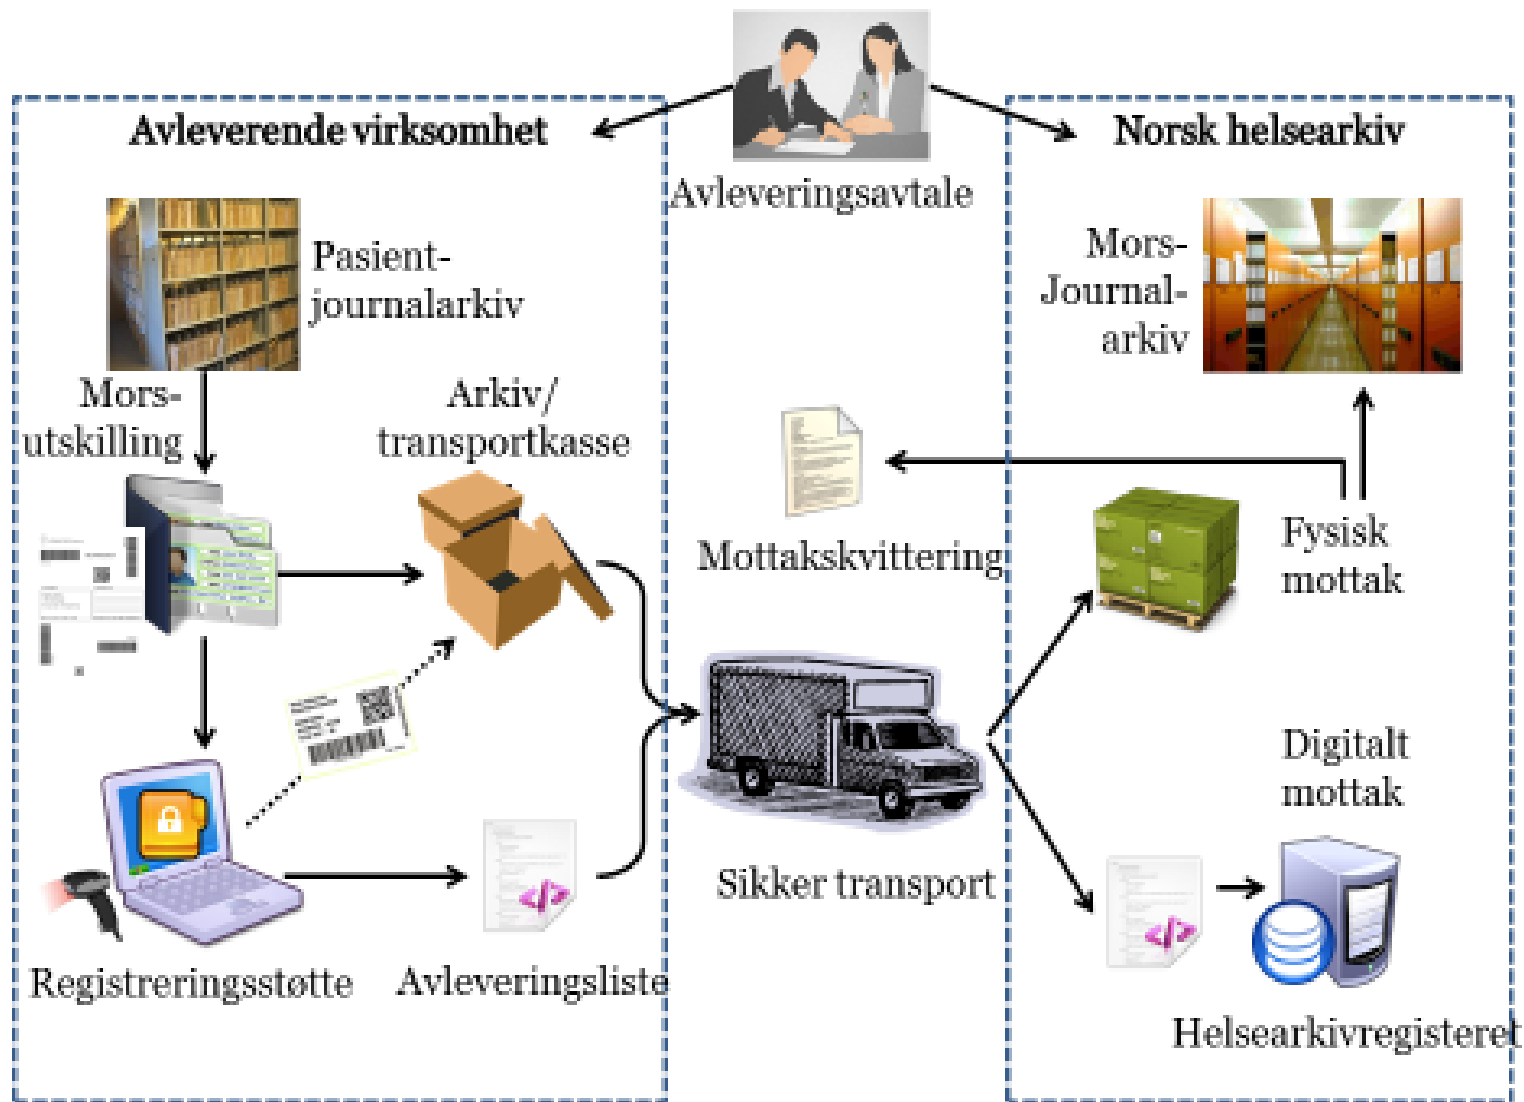 Avleverende virksomhet
Norsk helsearkiv
Avleveringsavtale
Pasient-
journalarkiv
Mors-
Journal-
arkiv
Mors-
utskilling
Arkiv/
transportkasse
Mottakskvittering
Fysisk
mottak
Digitalt
mottak
Sikker transport
Registreringsstøtte
Avleveringsliste
</>
</>
Helsearkivregisteret